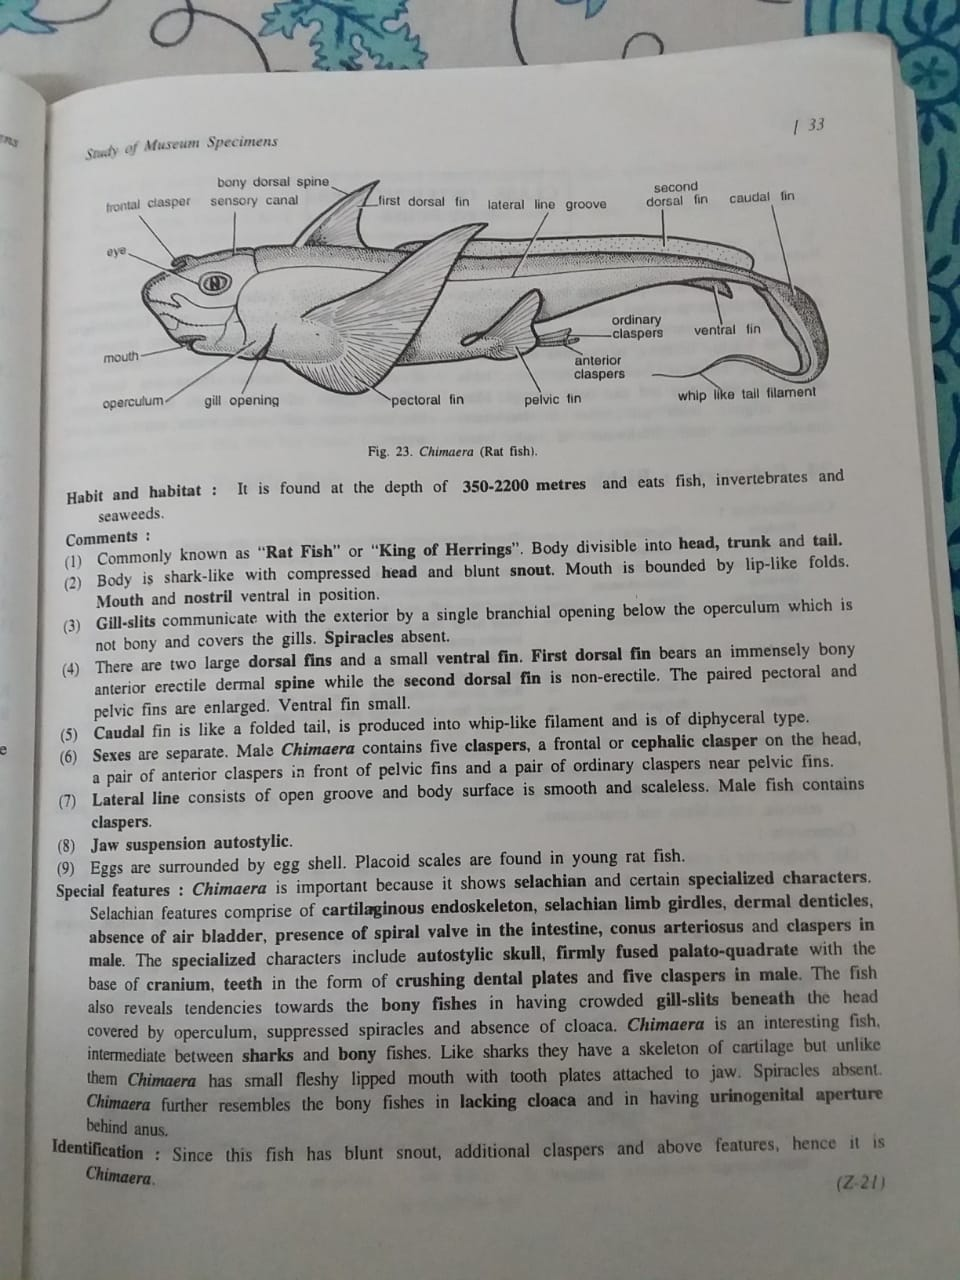 Study of Museum Specimens
| 33
bony dorsal spine
frontal clasper
sensory canal
first dorsal fin
lateral line groove
second
dorsal fin
caudal fin
eye
ordinary
claspers
ventral fin
mouth
anterior
claspers
operculum
gill opening
pectoral fin
pelvic fin
whip like tail filament
Fig. 23. Chimaera (Rat fish).
Habit and habitat : It is found at the depth of 350-2200 metres and eats fish, invertebrates and
seaweeds.
Comments :
(1) Commonly known as “Rat Fish” or “King of Herrings”. Body divisible into head, trunk and tail.
(2) Body is shark-like with compressed head and blunt snout. Mouth is bounded by lip-like folds.
Mouth and nostril ventral in position.
(3) Gill-slits communicate with the exterior by a single branchial opening below the operculum which is
not bony and covers the gills. Spiracles absent.
(4) There are two large dorsal fins and a small ventral fin. First dorsal fin bears an immensely bony
anterior erectile dermal spine while the second dorsal fin is non-erectile. The paired pectoral and
pelvic fins are enlarged. Ventral fin small.
(5) Caudal fin is like a folded tail, is produced into whip-like filament and is of diphyceral type.
(6) Sexes are separate. Male Chimaera contains five claspers, a frontal or cephalic clasper on the head,
a pair of anterior claspers in front of pelvic fins and a pair of ordinary claspers near pelvic fins.
(7) Lateral line consists of open groove and body surface is smooth and scaleless. Male fish contains
claspers.
(8) Jaw suspension autostylic.
(9) Eggs are surrounded by egg shell. Placoid scales are found in young rat fish.
Special features : Chimaera is important because it shows selachian and certain specialized characters.
Selachian features comprise of cartilaginous endoskeleton, selachian limb girdles, dermal denticles,
absence of air bladder, presence of spiral valve in the intestine, conus arteriosus and claspers in
male. The specialized characters include autostylic skull, firmly fused palato-quadrate with the
base of cranium, teeth in the form of crushing dental plates and five claspers in male. The fish
also reveals tendencies towards the bony fishes in having crowded gill-slits beneath the head
covered by operculum, suppressed spiracles and absence of cloaca. Chimaera is an interesting fish,
intermediate between sharks and bony fishes. Like sharks they have a skeleton of cartilage but unlike
them Chimaera has small fleshy lipped mouth with tooth plates attached to jaw. Spiracles absent.
Chimaera further resembles the bony fishes in lacking cloaca and in having urinogenital aperture
behind anus.
Identification : Since this fish has blunt snout, additional claspers and above features, hence it is
Chimaera.
(Z-21)